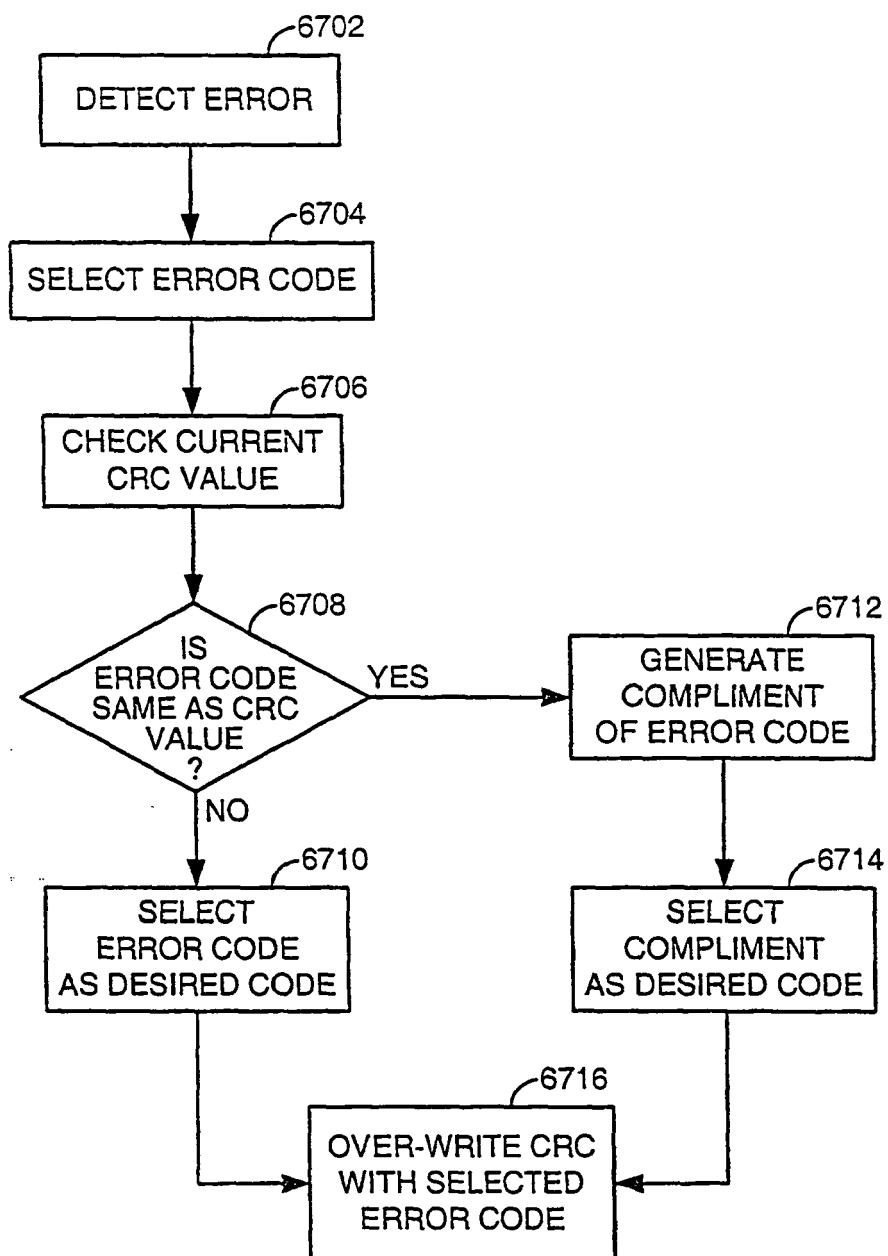 6702
DETECT ERROR
6704
SELECT ERROR CODE
6706
CHECK CURRENT
CRC VALUE
6708
IS
ERROR CODE
SAME AS CRC
VALUE
?
YES
NO
6712
GENERATE
COMPLIMENT
OF ERROR CODE
6710
SELECT
ERROR CODE
AS DESIRED CODE
6714
SELECT
COMPLIMENT
AS DESIRED CODE
6716
OVER-WRITE CRC
WITH SELECTED
ERROR CODE